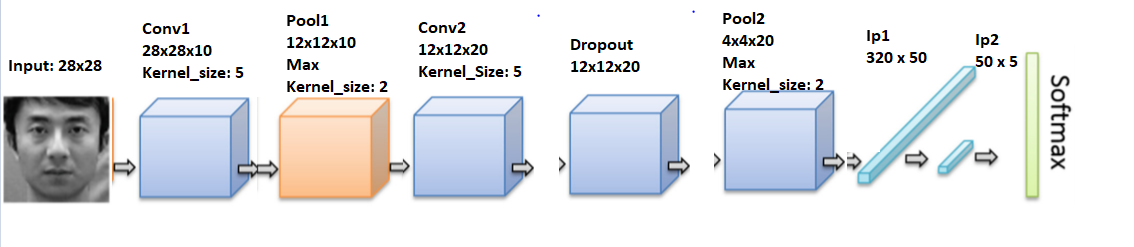 Input: 28x28
Conv1
28x28x10
Kernel_size: 5
Pool1
12x12x10
Max
Kernel_size: 2
Conv2
12x12x20
Kernel_Size: 5
Dropout
12x12x20
Pool2
4x4x20
Max
Kernel_size: 2
Ip1
320 x 50
Ip2
50 x 5
Softmax